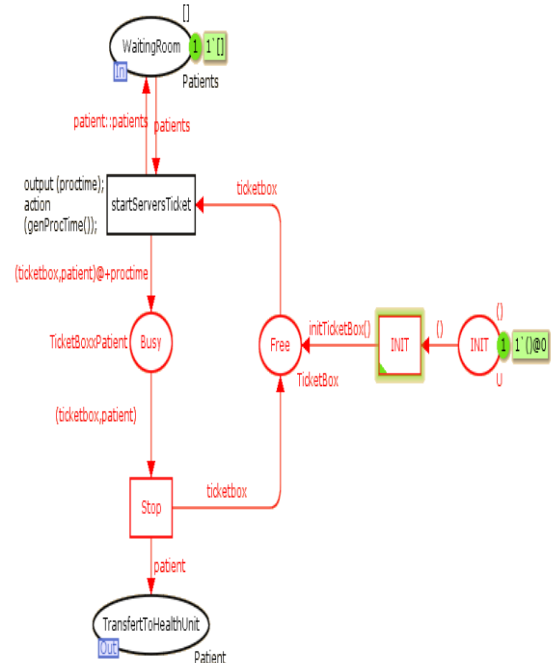 []
WaitingRoom
1
1`[]
In
Patients
patient::patients
patients
output (proctime);
action
(genProcTime());
startServersTicket
ticketbox
(ticketbox,patient)@+proctime
TicketBoxxPatient
Busy
Free
TicketBox
initTicketBox()
INIT
()
()
INIT
1
1`()@0
U
(ticketbox,patient)
Stop
ticketbox
patient
TransfertToHealthUnit
Out
Patient